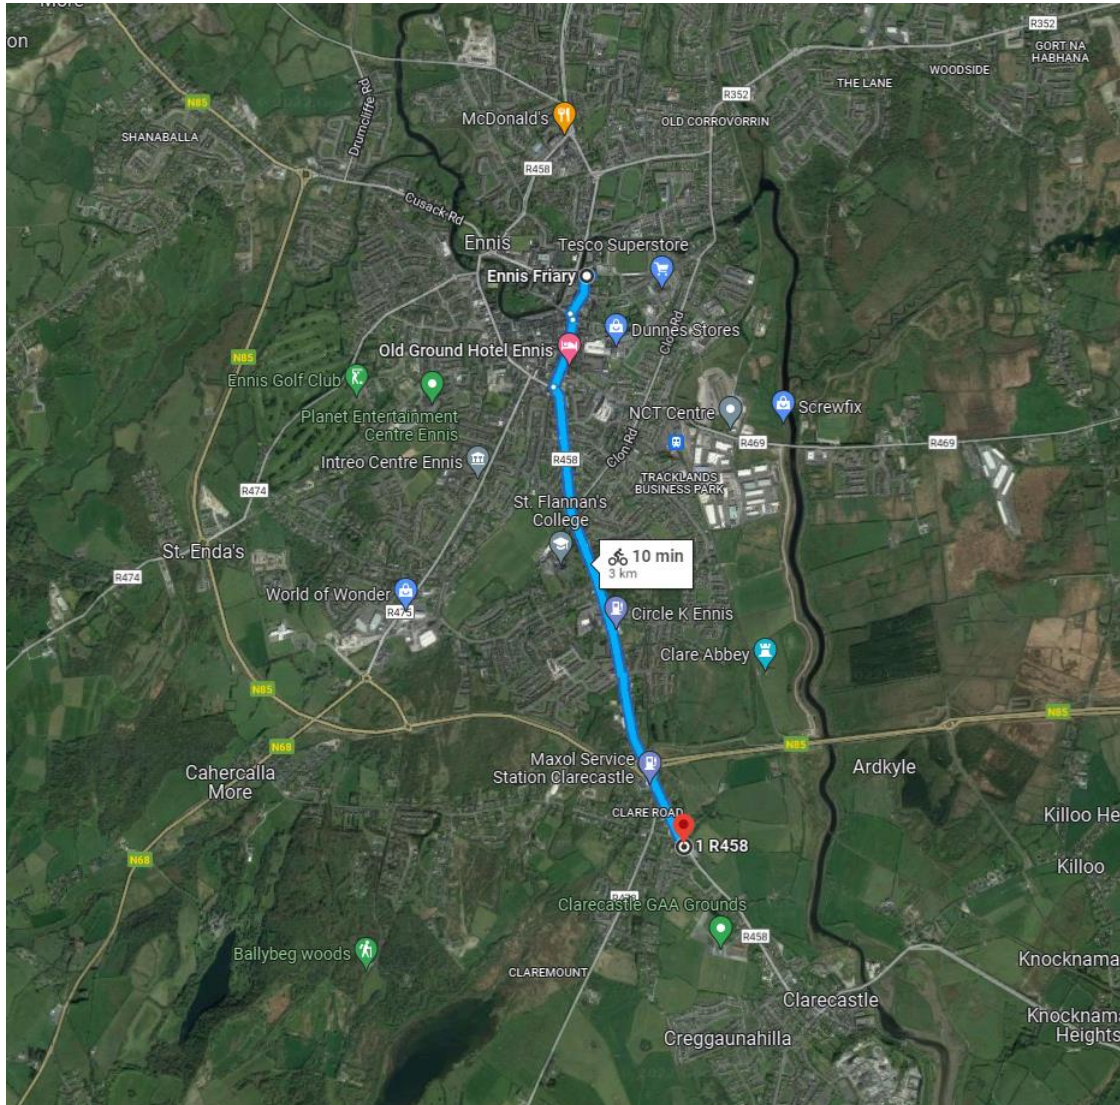 More
on
R352
GORT NA
HABHANA
WOODSIDE
THE LANE
N85
SHANABALLA
Drumcliffe Rd
McDonald's
R352
OLD CORROVORRIN
R458
Cusack Rd
Ennis
Tesco Superstore
Ennis Friary
Dunnes Stores
Clon Rd
Old Ground Hotel Ennis
N85
Ennis Golf Club
Planet Entertainment
Centre Ennis
NCT Centre
Screwfix
R469
R469
Clon Rd
R458
Intreo Centre Ennis
TRACKLANDS
BUSINESS PARK
R474
St. Flannan's
College
St. Enda's
10 min
3 km
R474
World of Wonder
R475
Circle K Ennis
Clare Abbey
N85
N85
N85
N68
Maxol Service
Station Clarecastle
Cahercalla
More
Ardkyle
CLARE ROAD
Killoo He
1 R458
N68
Killoo
Clarecastle GAA Grounds
R458
Ballybeg woods
Knocknama
CLAREMOUNT
Clarecastle
Knocknama
Heights
Creggaunahilla